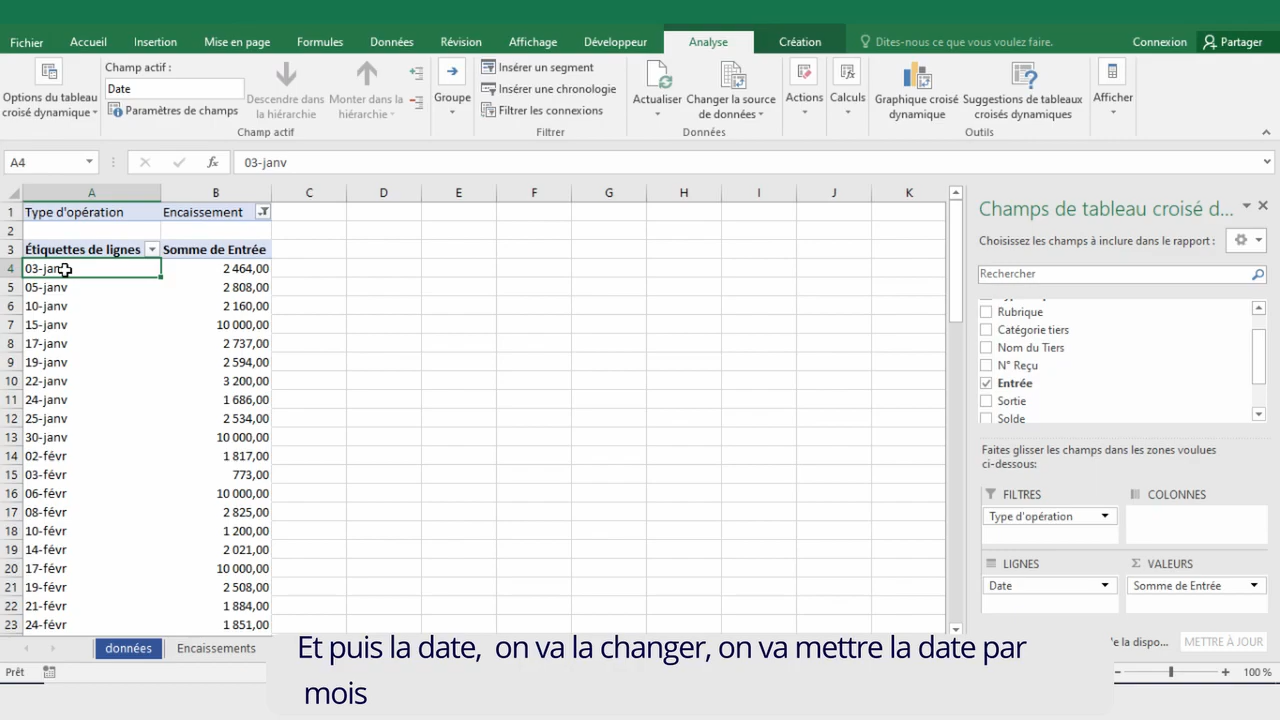 Fichier Accueil Insertion Mise en page Formules Données Révision Affichage Développeur Analyse Création Dites-nous ce que vous voulez faire. Connexion Partager
Options du tableau
croisé dynamique
Champ actif :
Date
Paramètres de champs
Descendre dans
la hiérarchie
Monter dans la
hiérarchie
Champ actif
Groupe
Insérer un segment
Insérer une chronologie
Filtrer les connexions
Filtrer
Actualiser
Changer la source
de données
Données
Actions
Calculs
Graphique croisé
dynamique
Suggestions de tableaux
croisés dynamiques
Outils
Afficher
A4 fx 03-janv
A B C D E F G H I J K
1 Type d'opération Encaissement
2
3 Étiquettes de lignes Somme de Entrée
4 03-jan 2 464,00
5 05-janv 2 808,00
6 10-janv 2 160,00
7 15-janv 10 000,00
8 17-janv 2 737,00
9 19-janv 2 594,00
10 22-janv 3 200,00
11 24-janv 1 686,00
12 25-janv 2 534,00
13 30-janv 10 000,00
14 02-févr 1 817,00
15 03-févr 773,00
16 06-févr 10 000,00
17 08-févr 2 825,00
18 10-févr 1 200,00
19 14-févr 2 021,00
20 17-févr 10 000,00
21 19-févr 2 508,00
22 21-févr 1 884,00
23 24-févr 1 851,00
Champs de tableau croisé d...
Choisissez les champs à inclure dans le rapport :
Rechercher
Rubrique
Catégorie tiers
Nom du Tiers
N° Reçu
Entrée
Sortie
Solde
Faites glisser les champs dans les zones voulues
ci-dessous:
FILTRES COLONNES
Type d'opération
LIGNES Σ VALEURS
Date Somme de Entrée
e la dispo... METTRE À JOUR
données Encaissements
Prêt
100 %
Et puis la date, on va la changer, on va mettre la date par
mois